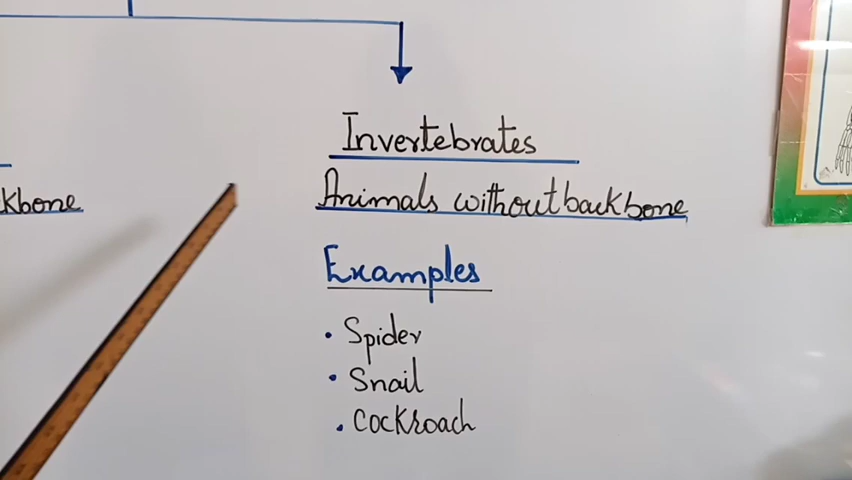 Invertebrates
kbone
Animals without backbone
Examples
• Spider
• Snail
• Cockroach